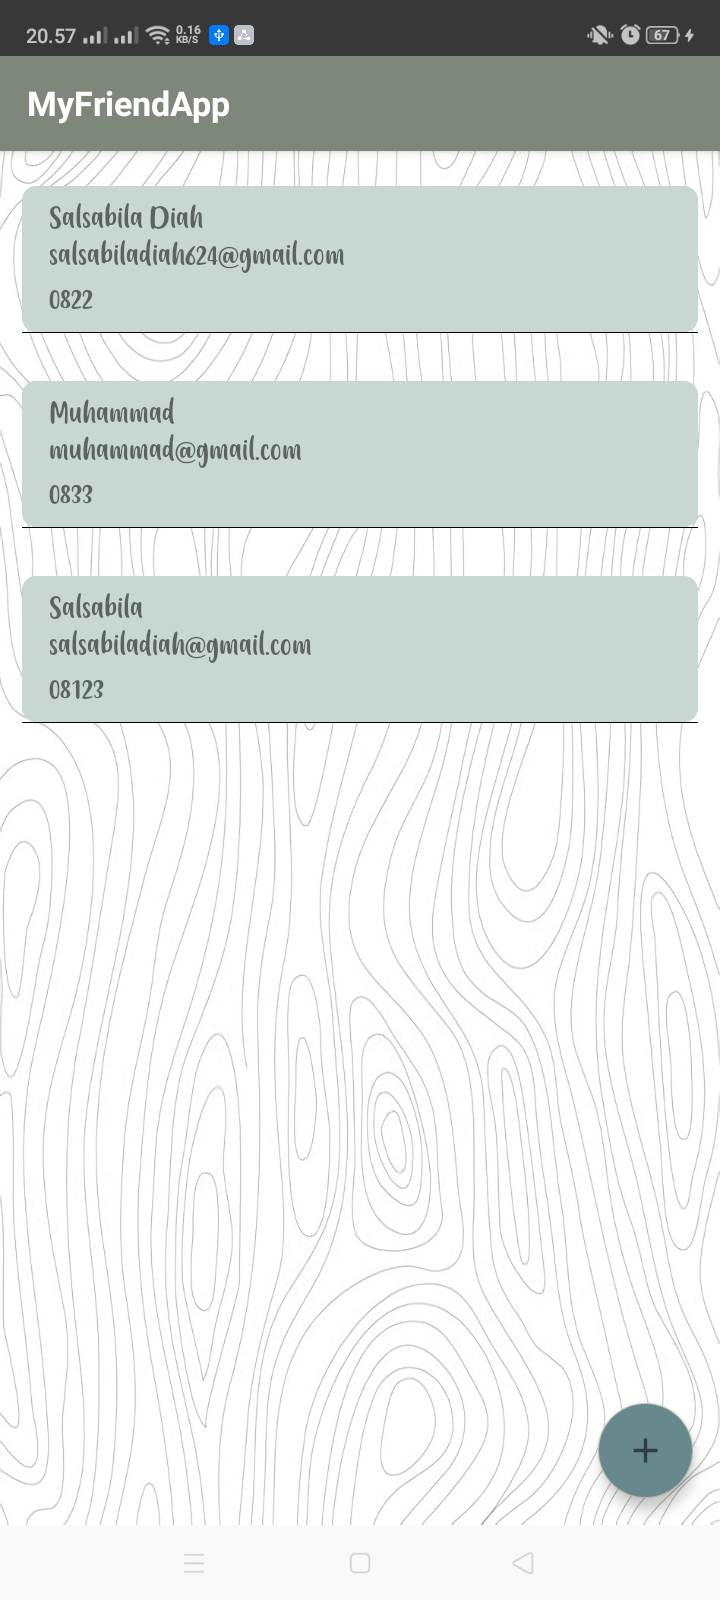 20.57 0.16 KB/S 67
MyFriendApp
Salsabila Diah
salsabiladiah624@gmail.com
0822
Muhammad
muhammad@gmail.com
0833
Salsabila
salsabiladiah@gmail.com
08123